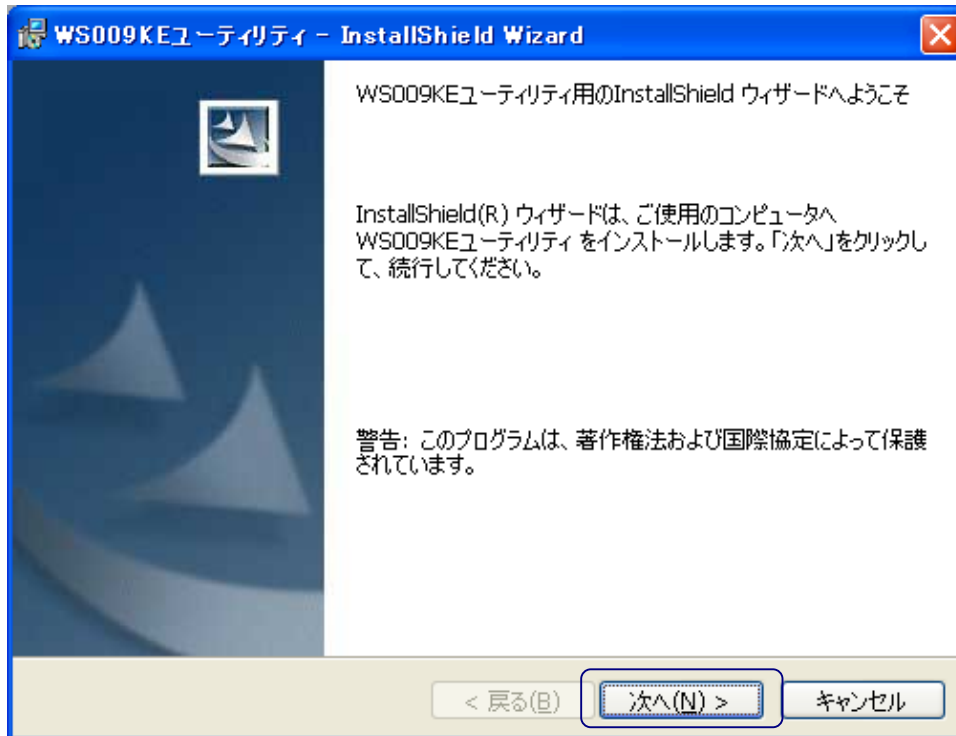 WS009KEユーティリティ - InstallShield Wizard
WS009KEユーティリティ用のInstallShield ウィザードへようこそ
InstallShield(R) ウィザードは、ご使用のコンピュータへ
WS009KEユーティリティ をインストールします。「次へ」をクリックし
て、続行してください。
警告: このプログラムは、著作権法および国際協定によって保護
されています。
< 戻る(B)
次へ(N) >
キャンセル